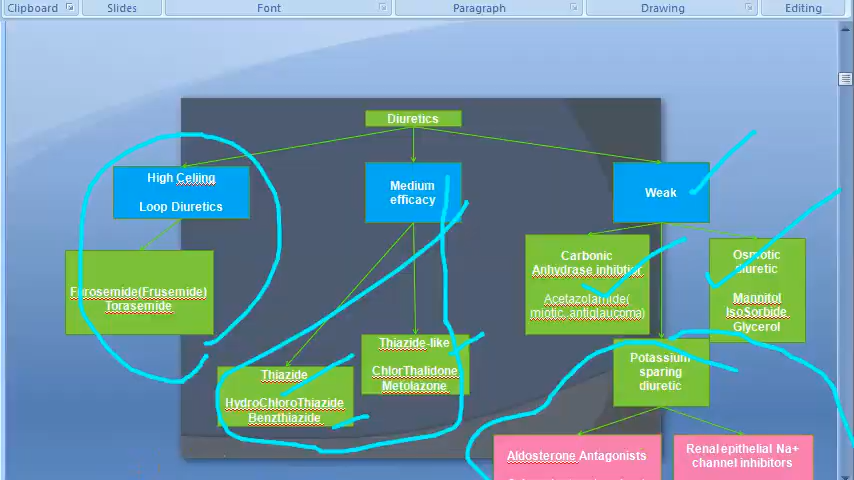 Clipboard Slides Font Paragraph Drawing Editing
Diuretics
High Celiing
Loop Diuretics
Medium
efficacy
Weak
Furosemide(Frusemide)
Torasemide
Thiazide
HydroChloroThiazide
Benzthiazide
Thiazide-like
ChlorThalidone
Metolazone
Carbonic
Anhydrase inhibtior
Acetazolamide(
miotic, antiglaucoma)
Osmotic
diuretic
Mannitol
IsoSorbide
Glycerol
Potassium
sparing
diuretic
Aldosterone Antagonists
Renal epithelial Na+
channel inhibitors